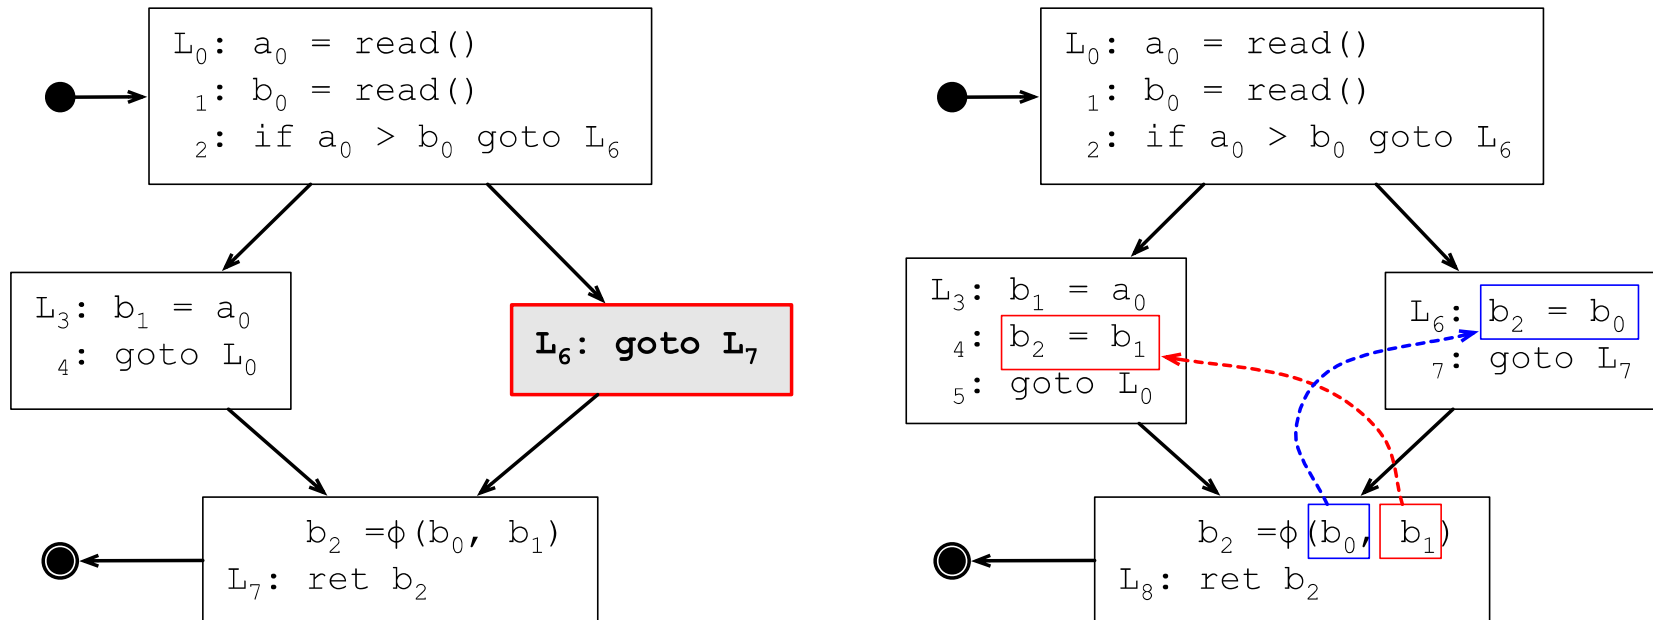 L₀: a₀ = read()
₁: b₀ = read()
₂: if a₀ > b₀ goto L₆
L₃: b₁ = a₀
₄: goto L₀
L₆: goto L₇
b₂ =ϕ(b₀, b₁)
L₇: ret b₂
L₀: a₀ = read()
₁: b₀ = read()
₂: if a₀ > b₀ goto L₆
L₃: b₁ = a₀
₄: b₂ = b₁
₅: goto L₀
L₆: b₂ = b₀
₇: goto L₇
b₂ =ϕ(b₀, b₁)
L₈: ret b₂